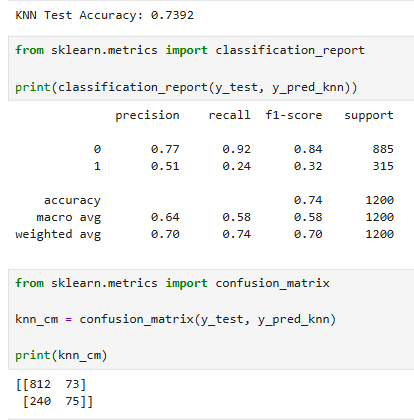 KNN Test Accuracy: 0.7392
from sklearn.metrics import classification_report
print(classification_report(y_test, y_pred_knn))
precision recall f1-score support
0 0.77 0.92 0.84 885
1 0.51 0.24 0.32 315
accuracy 0.74 1200
macro avg 0.64 0.58 0.58 1200
weighted avg 0.70 0.74 0.70 1200
from sklearn.metrics import confusion_matrix
knn_cm = confusion_matrix(y_test, y_pred_knn)
print(knn_cm)
[[812 73]
[240 75]]